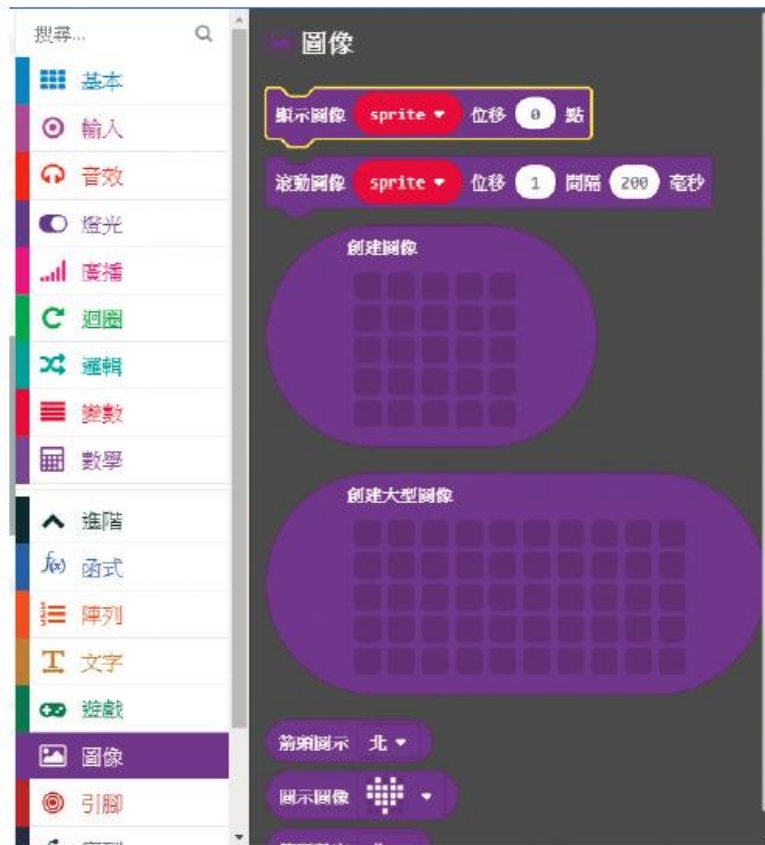 搜尋...
基本
輸入
音效
燈光
廣播
迴圈
邏輯
變數
數學
進階
函式
陣列
文字
遊戲
圖像
引腳
圖像
顯示圖像 sprite 位移 0 點
滾動圖像 sprite 位移 1 間隔 200 毫秒
創建圖像
創建大型圖像
箭頭圖示 北
圖示圖像